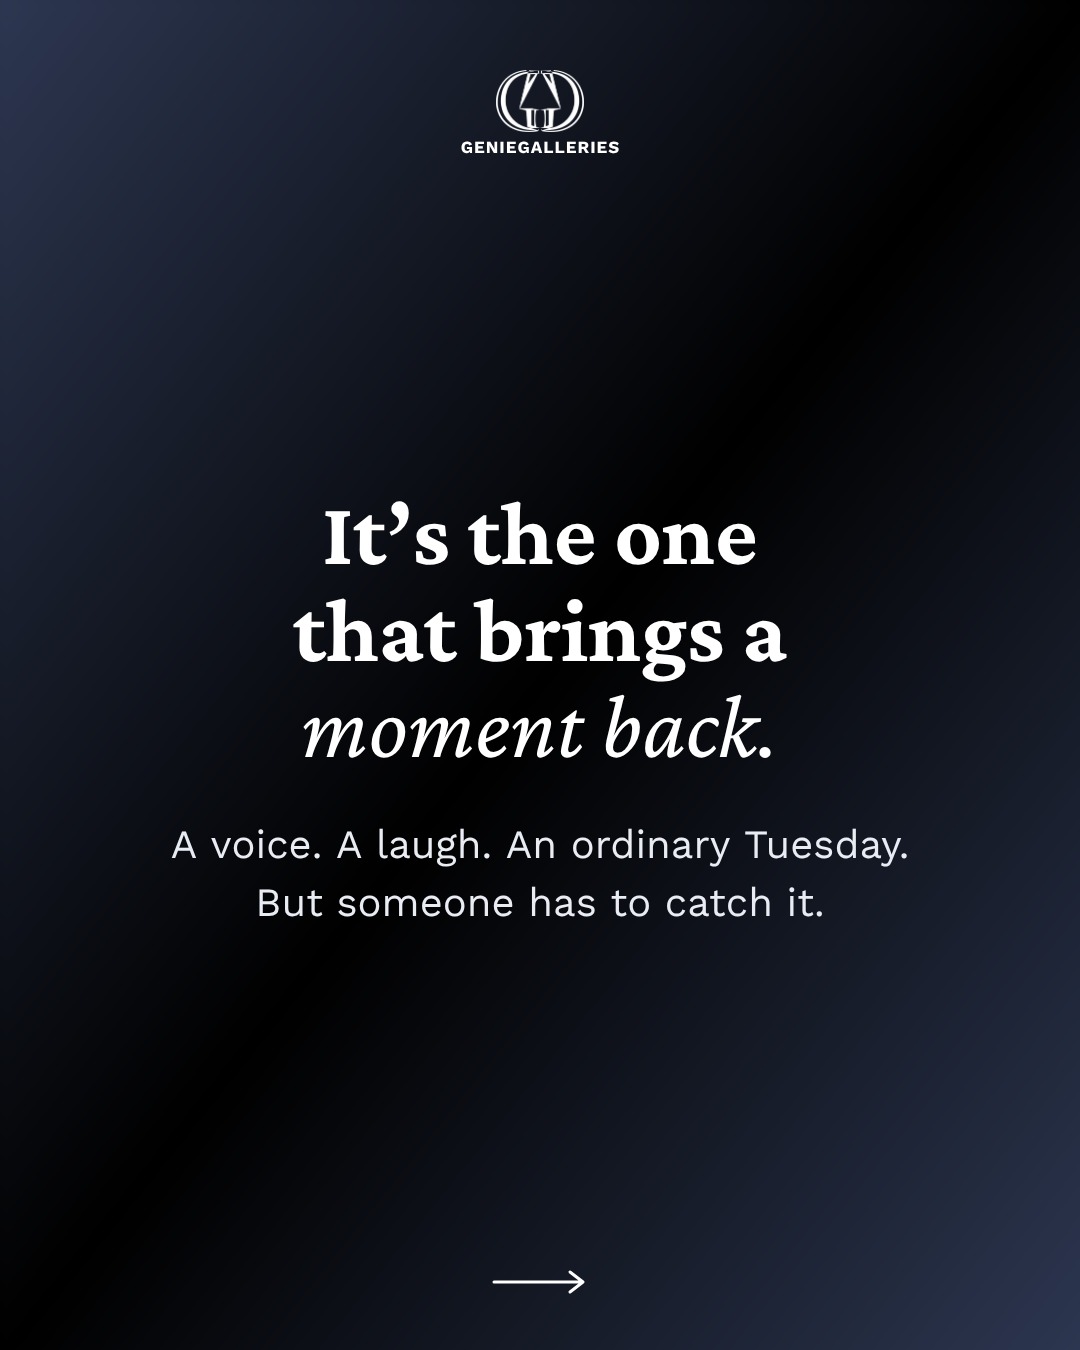 GENIEGALLERIES
It’s the one
that brings a
moment back.
A voice. A laugh. An ordinary Tuesday.
But someone has to catch it.